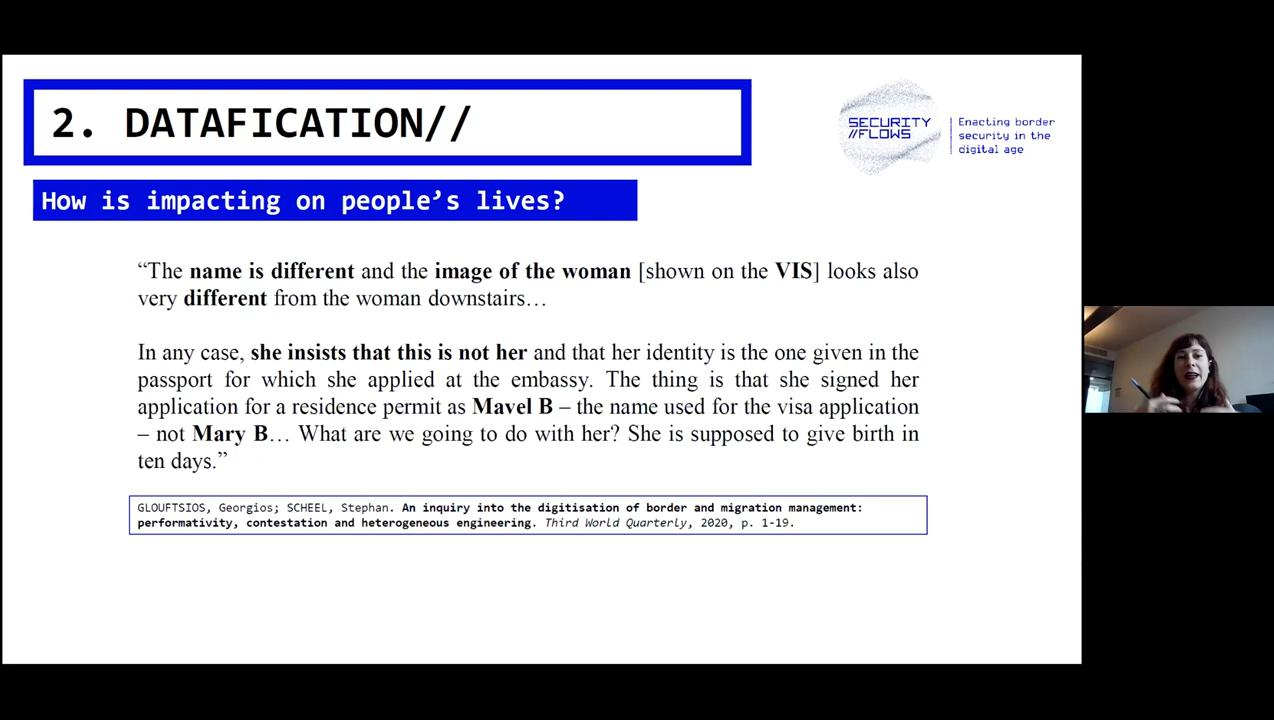 2. DATAFICATION//
SECURITY
//FLOWS
Enacting border
security in the
digital age
How is impacting on people’s lives?
“The name is different and the image of the woman [shown on the VIS] looks also
very different from the woman downstairs…
In any case, she insists that this is not her and that her identity is the one given in the
passport for which she applied at the embassy. The thing is that she signed her
application for a residence permit as Mavel B – the name used for the visa application
– not Mary B… What are we going to do with her? She is supposed to give birth in
ten days.”
GLOUFTSIOS, Georgios; SCHEEL, Stephan. An inquiry into the digitisation of border and migration management:
performativity, contestation and heterogeneous engineering. Third World Quarterly, 2020, p. 1-19.